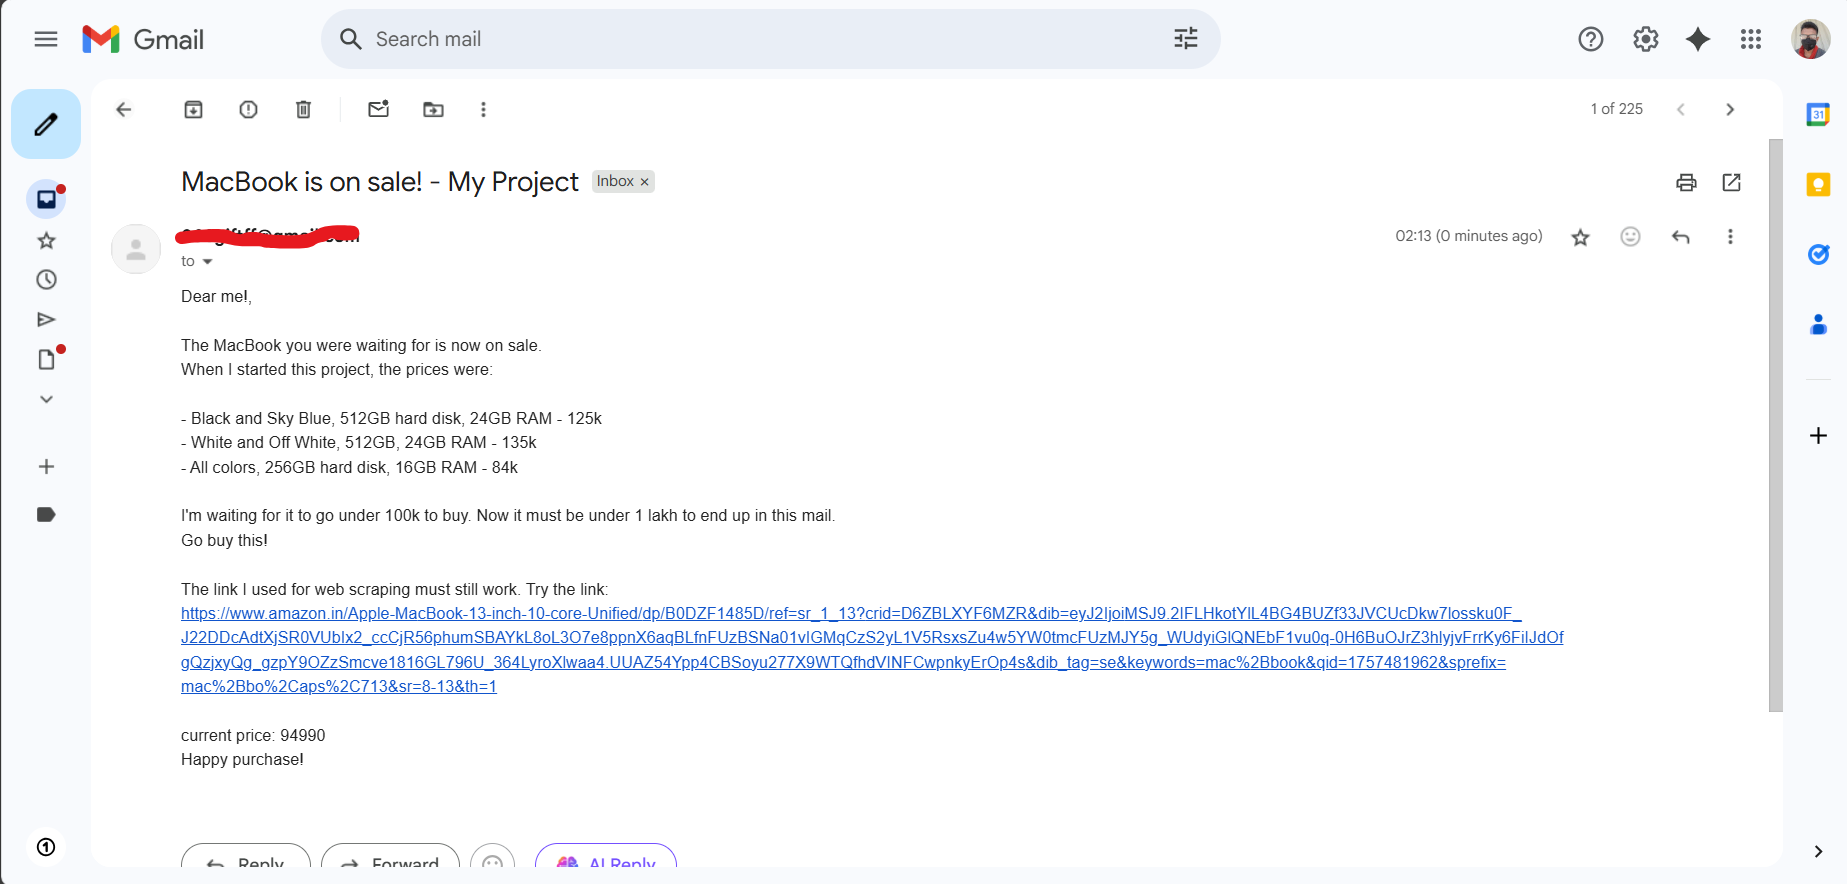 Gmail
Search mail
1 of 225
31
MacBook is on sale! - My Project
Inbox ×
02:13 (0 minutes ago)
to
Dear me!,
The MacBook you were waiting for is now on sale.
When I started this project, the prices were:
- Black and Sky Blue, 512GB hard disk, 24GB RAM - 125k
- White and Off White, 512GB, 24GB RAM - 135k
- All colors, 256GB hard disk, 16GB RAM - 84k
I'm waiting for it to go under 100k to buy. Now it must be under 1 lakh to end up in this mail.
Go buy this!
The link I used for web scraping must still work. Try the link:
https://www.amazon.in/Apple-MacBook-13-inch-10-core-Unified/dp/B0DZF1485D/ref=sr_1_13?crid=D6ZBLXYF6MZR&dib=eyJ2IjoiMSJ9.2IFLHkotYlL4BG4BUZf33JVCUcDkw7lossku0F_
J22DDcAdtXjSR0VUbIx2_ccCjR56phumSBAYkL8oL3O7e8ppnX6aqBLfnFUzBSNa01vIGMqCzS2yL1V5RsxsZu4w5YW0tmcFUzMJY5g_WUdyiGlQNEbF1vu0q-0H6BuOJrZ3hlyjvFrrKy6FilJdOf
gQzjxyQg_gzpY9OZzSmcve1816GL796U_364LyroXlwaa4.UUAZ54Ypp4CBSoyu277X9WTQfhdVINFCwpnkyErOp4s&dib_tag=se&keywords=mac%2Bbook&qid=1757481962&sprefix=
mac%2Bbo%2Caps%2C713&sr=8-13&th=1
current price: 94990
Happy purchase!
Reply
Forward
AI Reply